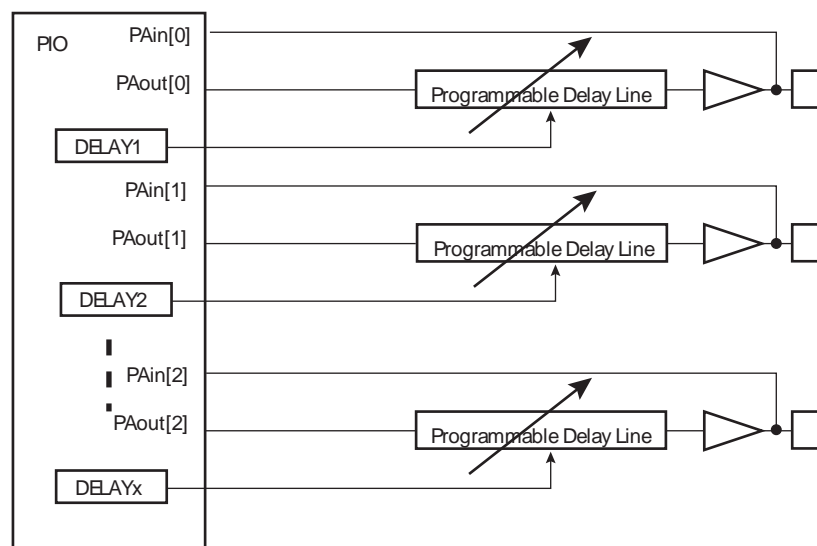 PIO
PAin[0]
PAout[0]
Programmable Delay Line
DELAY1
PAin[1]
PAout[1]
Programmable Delay Line
DELAY2
PAin[2]
PAout[2]
Programmable Delay Line
DELAYx